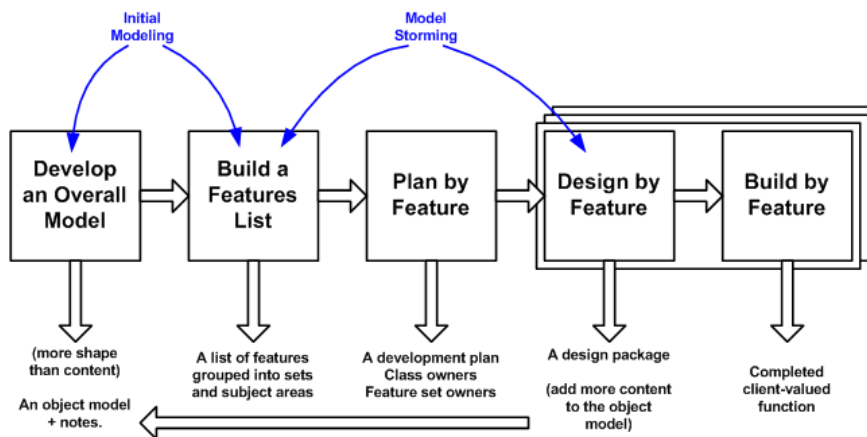 Initial
Modeling
Model
Storming
Develop
an Overall
Model
Build a
Features
List
Plan by
Feature
Design by
Feature
Build by
Feature
(more shape
than content)
An object model
+ notes.
A list of features
grouped into sets
and subject areas
A development plan
Class owners
Feature set owners
A design package
(add more content
to the object
model)
Completed
client-valued
function